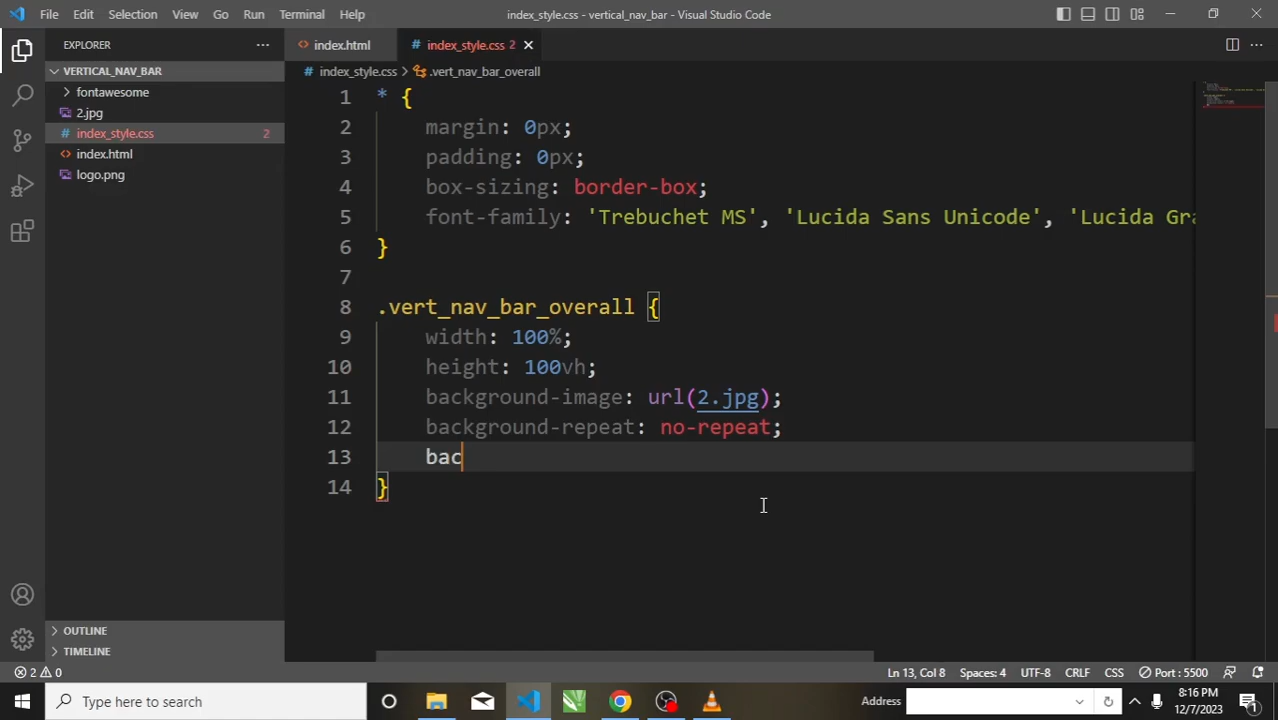 File Edit Selection View Go Run Terminal Help
index_style.css - vertical_nav_bar - Visual Studio Code
EXPLORER
index.html
index_style.css 2
VERTICAL_NAV_BAR
index_style.css > .vert_nav_bar_overall
fontawesome
2.jpg
index_style.css 2
index.html
logo.png
1 * {
2 margin: 0px;
3 padding: 0px;
4 box-sizing: border-box;
5 font-family: 'Trebuchet MS', 'Lucida Sans Unicode', 'Lucida Gra
6 }
7
8 .vert_nav_bar_overall {
9 width: 100%;
10 height: 100vh;
11 background-image: url(2.jpg);
12 background-repeat: no-repeat;
13 bac
14 }
OUTLINE
TIMELINE
2 0 Ln 13, Col 8 Spaces: 4 UTF-8 CRLF CSS Port : 5500
Type here to search
Address
8:16 PM
12/7/2023
1